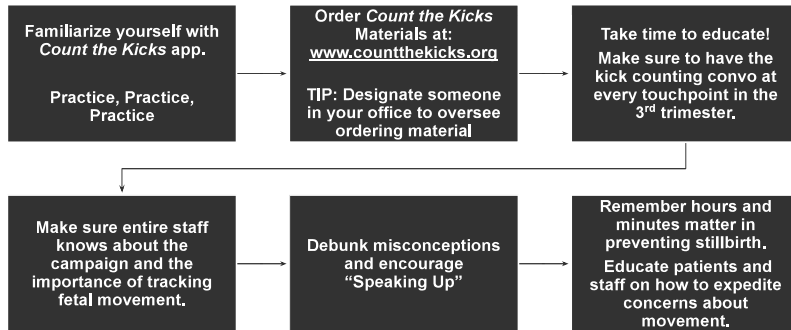 Familiarize yourself with
Count the Kicks app.
Practice, Practice,
Practice
Order Count the Kicks
Materials at:
www.countthekicks.org
TIP: Designate someone
in your office to oversee
ordering material
Take time to educate!
Make sure to have the
kick counting convo at
every touchpoint in the
3rd trimester.
Make sure entire staff
knows about the
campaign and the
importance of tracking
fetal movement.
Debunk misconceptions
and encourage
“Speaking Up”
Remember hours and
minutes matter in
preventing stillbirth.
Educate patients and
staff on how to expedite
concerns about
movement.